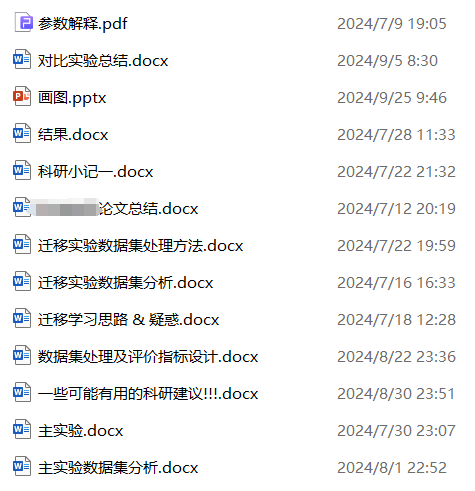 参数解释.pdf 2024/7/9 19:05
对比实验总结.docx 2024/9/5 8:30
画图.pptx 2024/9/25 9:46
结果.docx 2024/7/28 11:33
科研小记一.docx 2024/7/22 21:32
论文总结.docx 2024/7/12 20:19
迁移实验数据集处理方法.docx 2024/7/22 19:59
迁移实验数据集分析.docx 2024/7/16 16:33
迁移学习思路 & 疑惑.docx 2024/7/18 12:28
数据集处理及评价指标设计.docx 2024/8/22 23:36
一些可能有用的科研建议!!!.docx 2024/8/30 23:51
主实验.docx 2024/7/30 23:07
主实验数据集分析.docx 2024/8/1 22:52